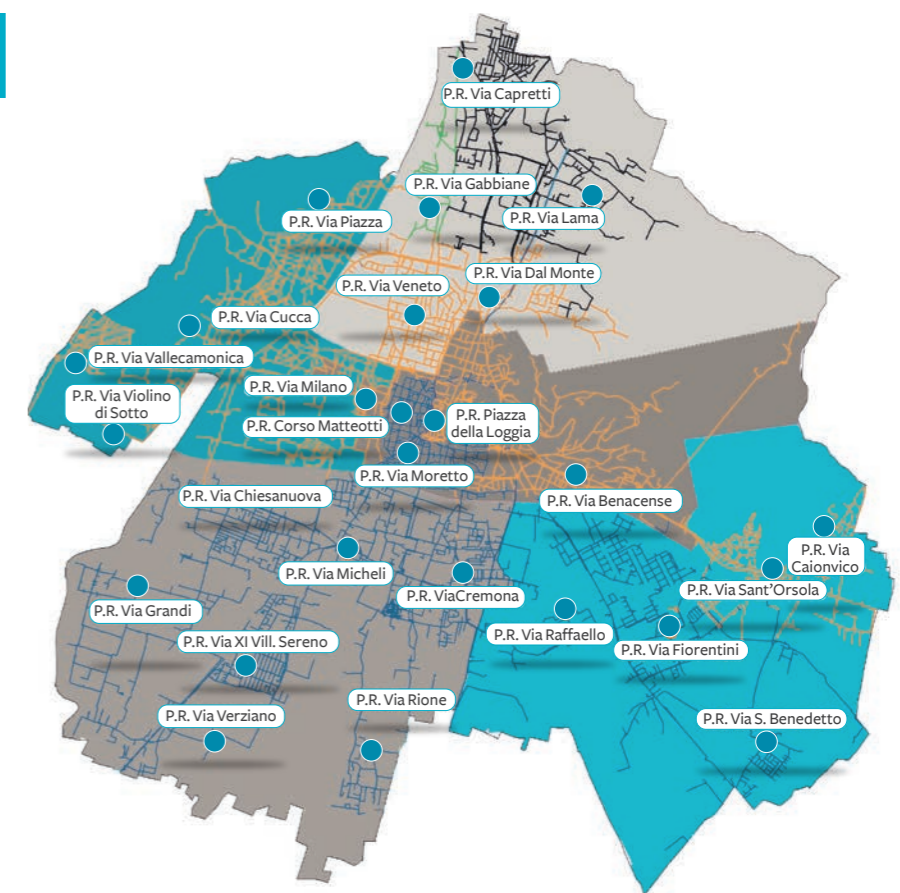 P.R. Via Capretti
P.R. Via Gabbiane
P.R. Via Piazza
P.R. Via Lama
P.R. Via Dal Monte
P.R. Via Veneto
P.R. Via Cucca
P.R. Via Vallecamonica
P.R. Via Milano
P.R. Via Violino
di Sotto
P.R. Corso Matteotti
P.R. Piazza
della Loggia
P.R. Via Moretto
P.R. Via Chiesanuova
P.R. Via Benacense
P.R. Via
Caionvico
P.R. Via Micheli
P.R. ViaCremona
P.R. Via Sant'Orsola
P.R. Via Grandi
P.R. Via Raffaello
P.R. Via XI Vill. Sereno
P.R. Via Fiorentini
P.R. Via Rione
P.R. Via Verziano
P.R. Via S. Benedetto